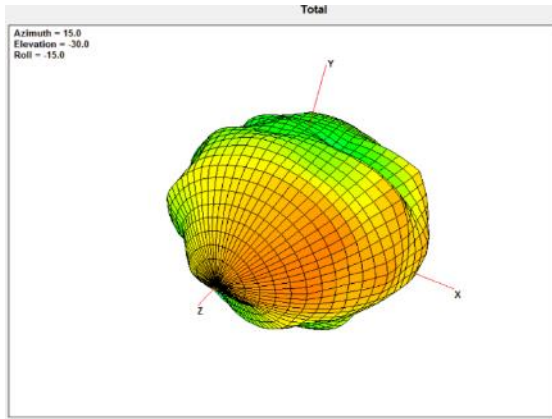 Total
Azimuth = 15.0
Elevation = -30.0
Roll = -15.0
Y
X
Z